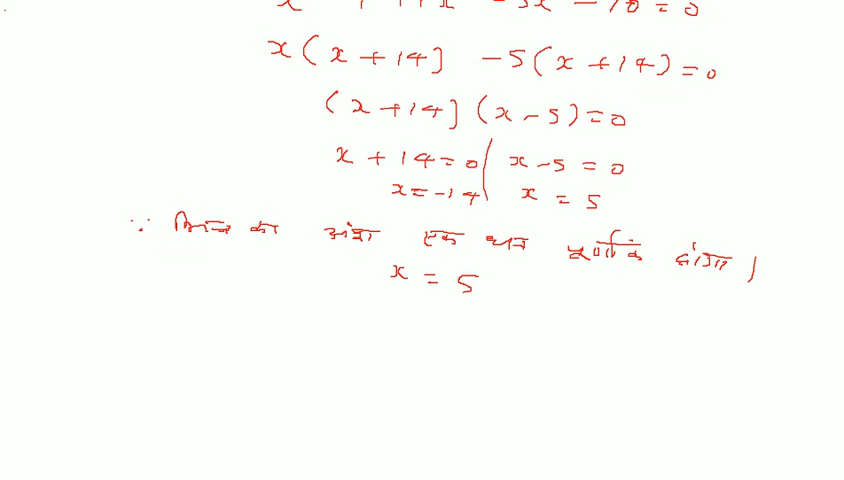 x(x+14) -5(x+14)=0
(x+14)(x-5)=0
x+14=0 | x-5=0
x=-14 | x=5
∵ भिन्न का अंश एक धन पूर्णांक होगा।
x = 5